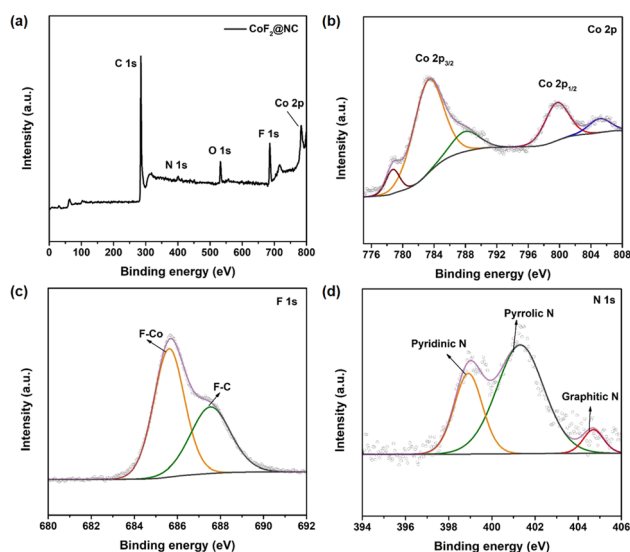 (a)
CoF₂@NC
C 1s
Co 2p
F 1s
O 1s
N 1s
Intensity (a.u.)
0 100 200 300 400 500 600 700 800
Binding energy (eV)
(b)
Co 2p
Co 2p₃/₂
Co 2p₁/₂
Intensity (a.u.)
776 780 784 788 792 796 800 804 808
Binding energy (eV)
(c)
F 1s
F-Co
F-C
Intensity (a.u.)
680 682 684 686 688 690 692
Binding energy (eV)
(d)
N 1s
Pyrrolic N
Pyridinic N
Graphitic N
Intensity (a.u.)
394 396 398 400 402 404 406
Binding energy (eV)